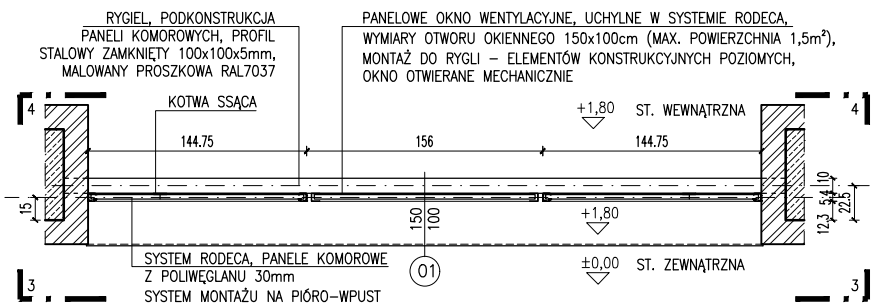 RYGIEL, PODKONSTRUKCJA
PANELI KOMOROWYCH, PROFIL
STALOWY ZAMKNIĘTY 100x100x5mm,
MALOWANY PROSZKOWA RAL7037
PANELOWE OKNO WENTYLACYJNE, UCHYLNE W SYSTEMIE RODECA,
WYMIARY OTWORU OKIENNEGO 150x100cm (MAX. POWIERZCHNIA 1,5m²),
MONTAŻ DO RYGLI – ELEMENTÓW KONSTRUKCYJNYCH POZIOMYCH,
OKNO OTWIERANE MECHANICZNIE
4
KOTWA SSĄCA
+1,80
ST. WEWNĄTRZNA
4
144.75
156
144.75
10
5,4
12,3
22,5
15
150
100
+1,80
SYSTEM RODECA, PANELE KOMOROWE
Z POLIWĘGLANU 30mm
SYSTEM MONTAŻU NA PIÓRO–WPUST
01
±0,00
ST. ZEWNĄTRZNA
3
3